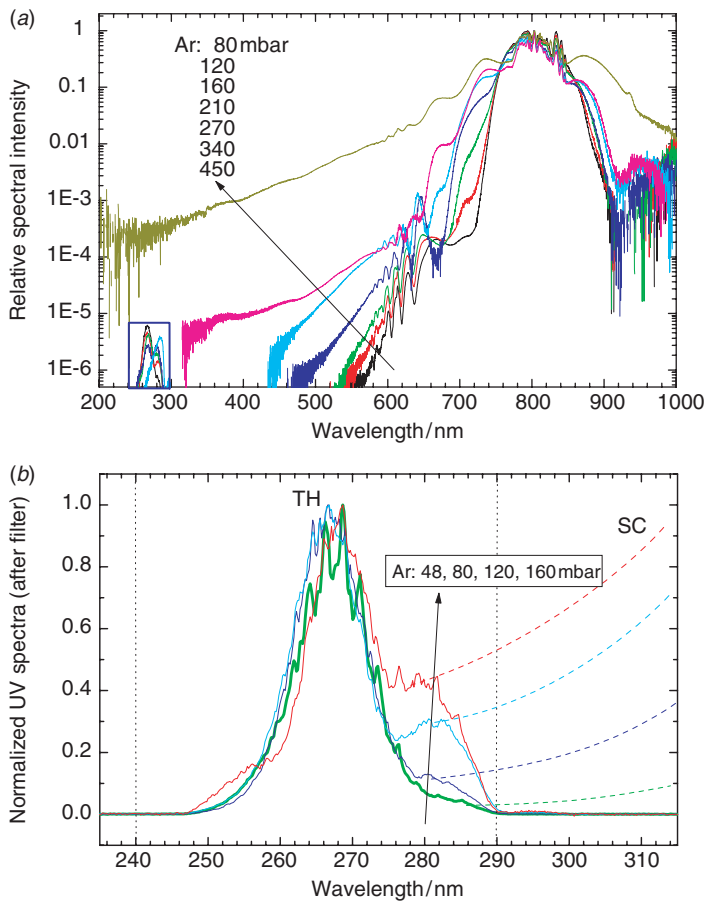 (a)
Relative spectral intensity
1
0.1
0.01
1E-3
1E-4
1E-5
1E-6
Ar: 80 mbar
120
160
210
270
340
450
200 300 400 500 600 700 800 900 1000
Wavelength/nm
(b)
Normalized UV spectra (after filter)
1.0
0.8
0.6
0.4
0.2
0.0
TH
SC
Ar: 48, 80, 120, 160 mbar
240 250 260 270 280 290 300 310
Wavelength/nm